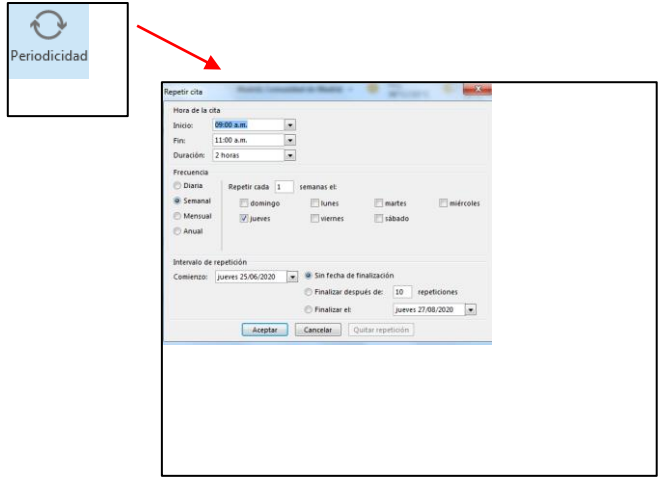 Periodicidad
Repetir cita
Hora de la cita
Inicio: 09:00 a.m.
Fin: 11:00 a.m.
Duración: 2 horas
Frecuencia
Diaria Repetir cada 1 semanas el:
Semanal domingo lunes martes miércoles
Mensual jueves viernes sábado
Anual
Intervalo de repetición
Comienzo: jueves 25/06/2020 Sin fecha de finalización
Finalizar después de: 10 repeticiones
Finalizar el: jueves 27/08/2020
Aceptar Cancelar Quitar repetición